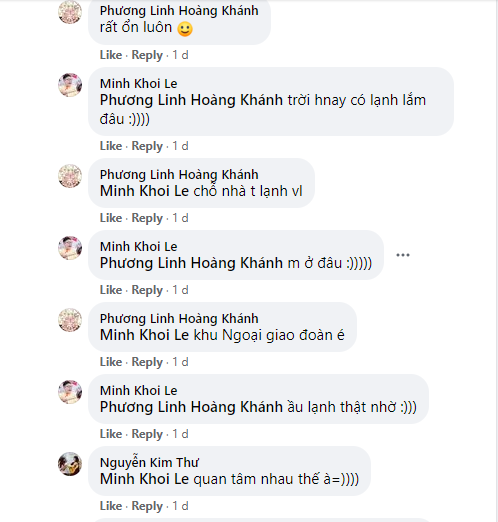 Phương Linh Hoàng Khánh
rất ổn luôn 🙂
Like · Reply · 1 d
Minh Khoi Le
Phương Linh Hoàng Khánh trời hnay có lạnh lắm
đâu :))))
Like · Reply · 1 d
Phương Linh Hoàng Khánh
Minh Khoi Le chỗ nhà t lạnh vl
Like · Reply · 1 d
Minh Khoi Le
Phương Linh Hoàng Khánh m ở đâu :)))))
Like · Reply · 1 d
Phương Linh Hoàng Khánh
Minh Khoi Le khu Ngoại giao đoàn é
Like · Reply · 1 d
Minh Khoi Le
Phương Linh Hoàng Khánh ầu lạnh thật nhờ :)))
Like · Reply · 1 d
Nguyễn Kim Thư
Minh Khoi Le quan tâm nhau thế à=))))
Like · Reply · 1 d